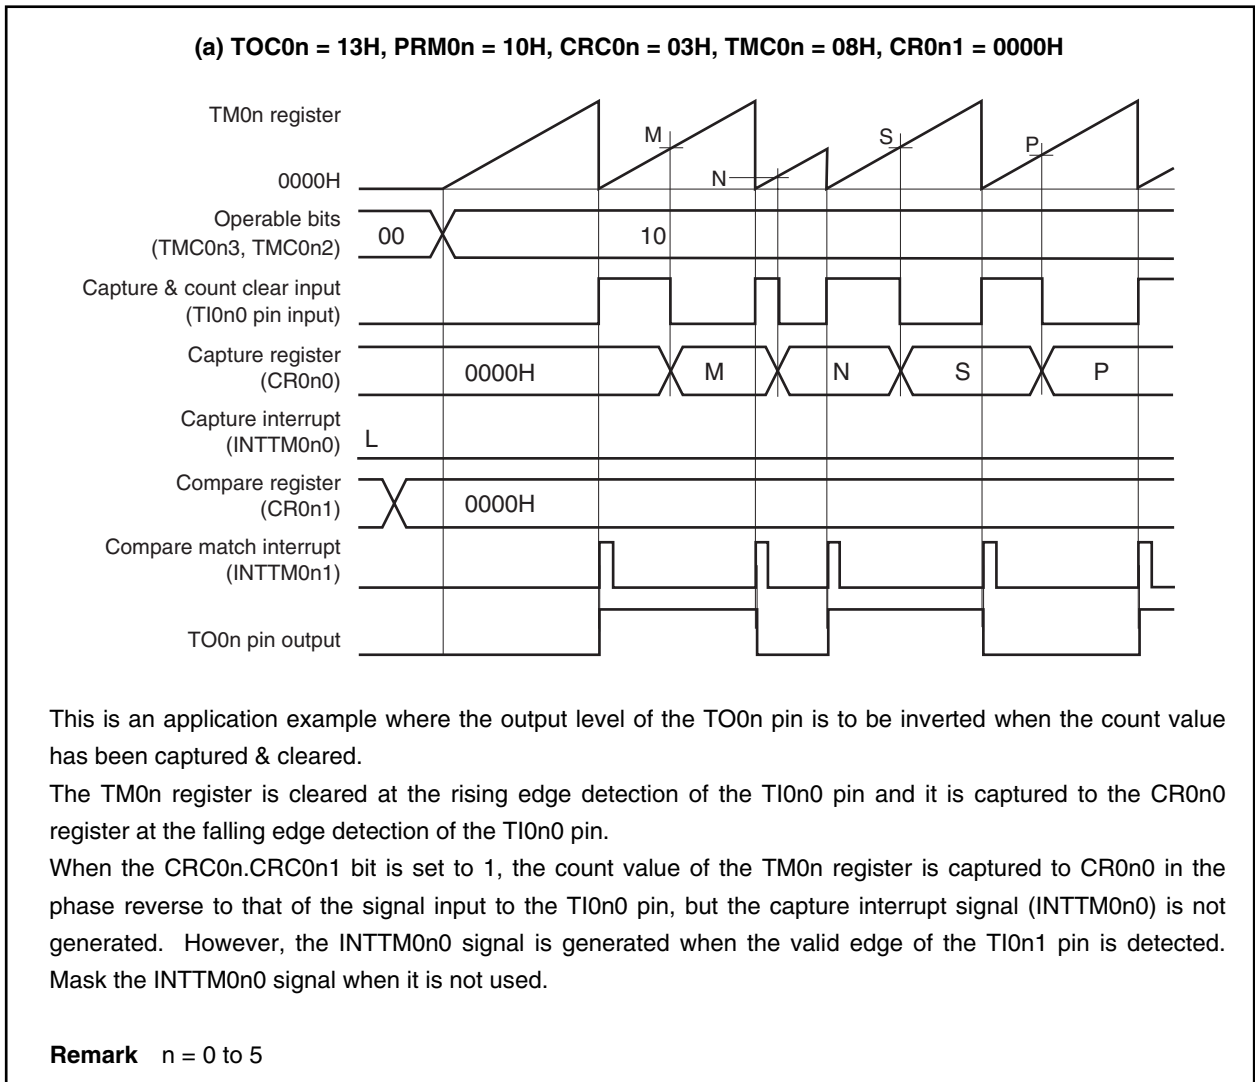 (a) TOC0n = 13H, PRM0n = 10H, CRC0n = 03H, TMC0n = 08H, CR0n1 = 0000H
TM0n register
M
S
P
N
0000H
Operable bits
(TMC0n3, TMC0n2)
00
10
Capture & count clear input
(TI0n0 pin input)
Capture register
(CR0n0)
0000H
M
N
S
P
Capture interrupt
(INTTM0n0)
L
Compare register
(CR0n1)
0000H
Compare match interrupt
(INTTM0n1)
TO0n pin output
This is an application example where the output level of the TO0n pin is to be inverted when the count value
has been captured & cleared.
The TM0n register is cleared at the rising edge detection of the TI0n0 pin and it is captured to the CR0n0
register at the falling edge detection of the TI0n0 pin.
When the CRC0n.CRC0n1 bit is set to 1, the count value of the TM0n register is captured to CR0n0 in the
phase reverse to that of the signal input to the TI0n0 pin, but the capture interrupt signal (INTTM0n0) is not
generated. However, the INTTM0n0 signal is generated when the valid edge of the TI0n1 pin is detected.
Mask the INTTM0n0 signal when it is not used.
Remark n = 0 to 5